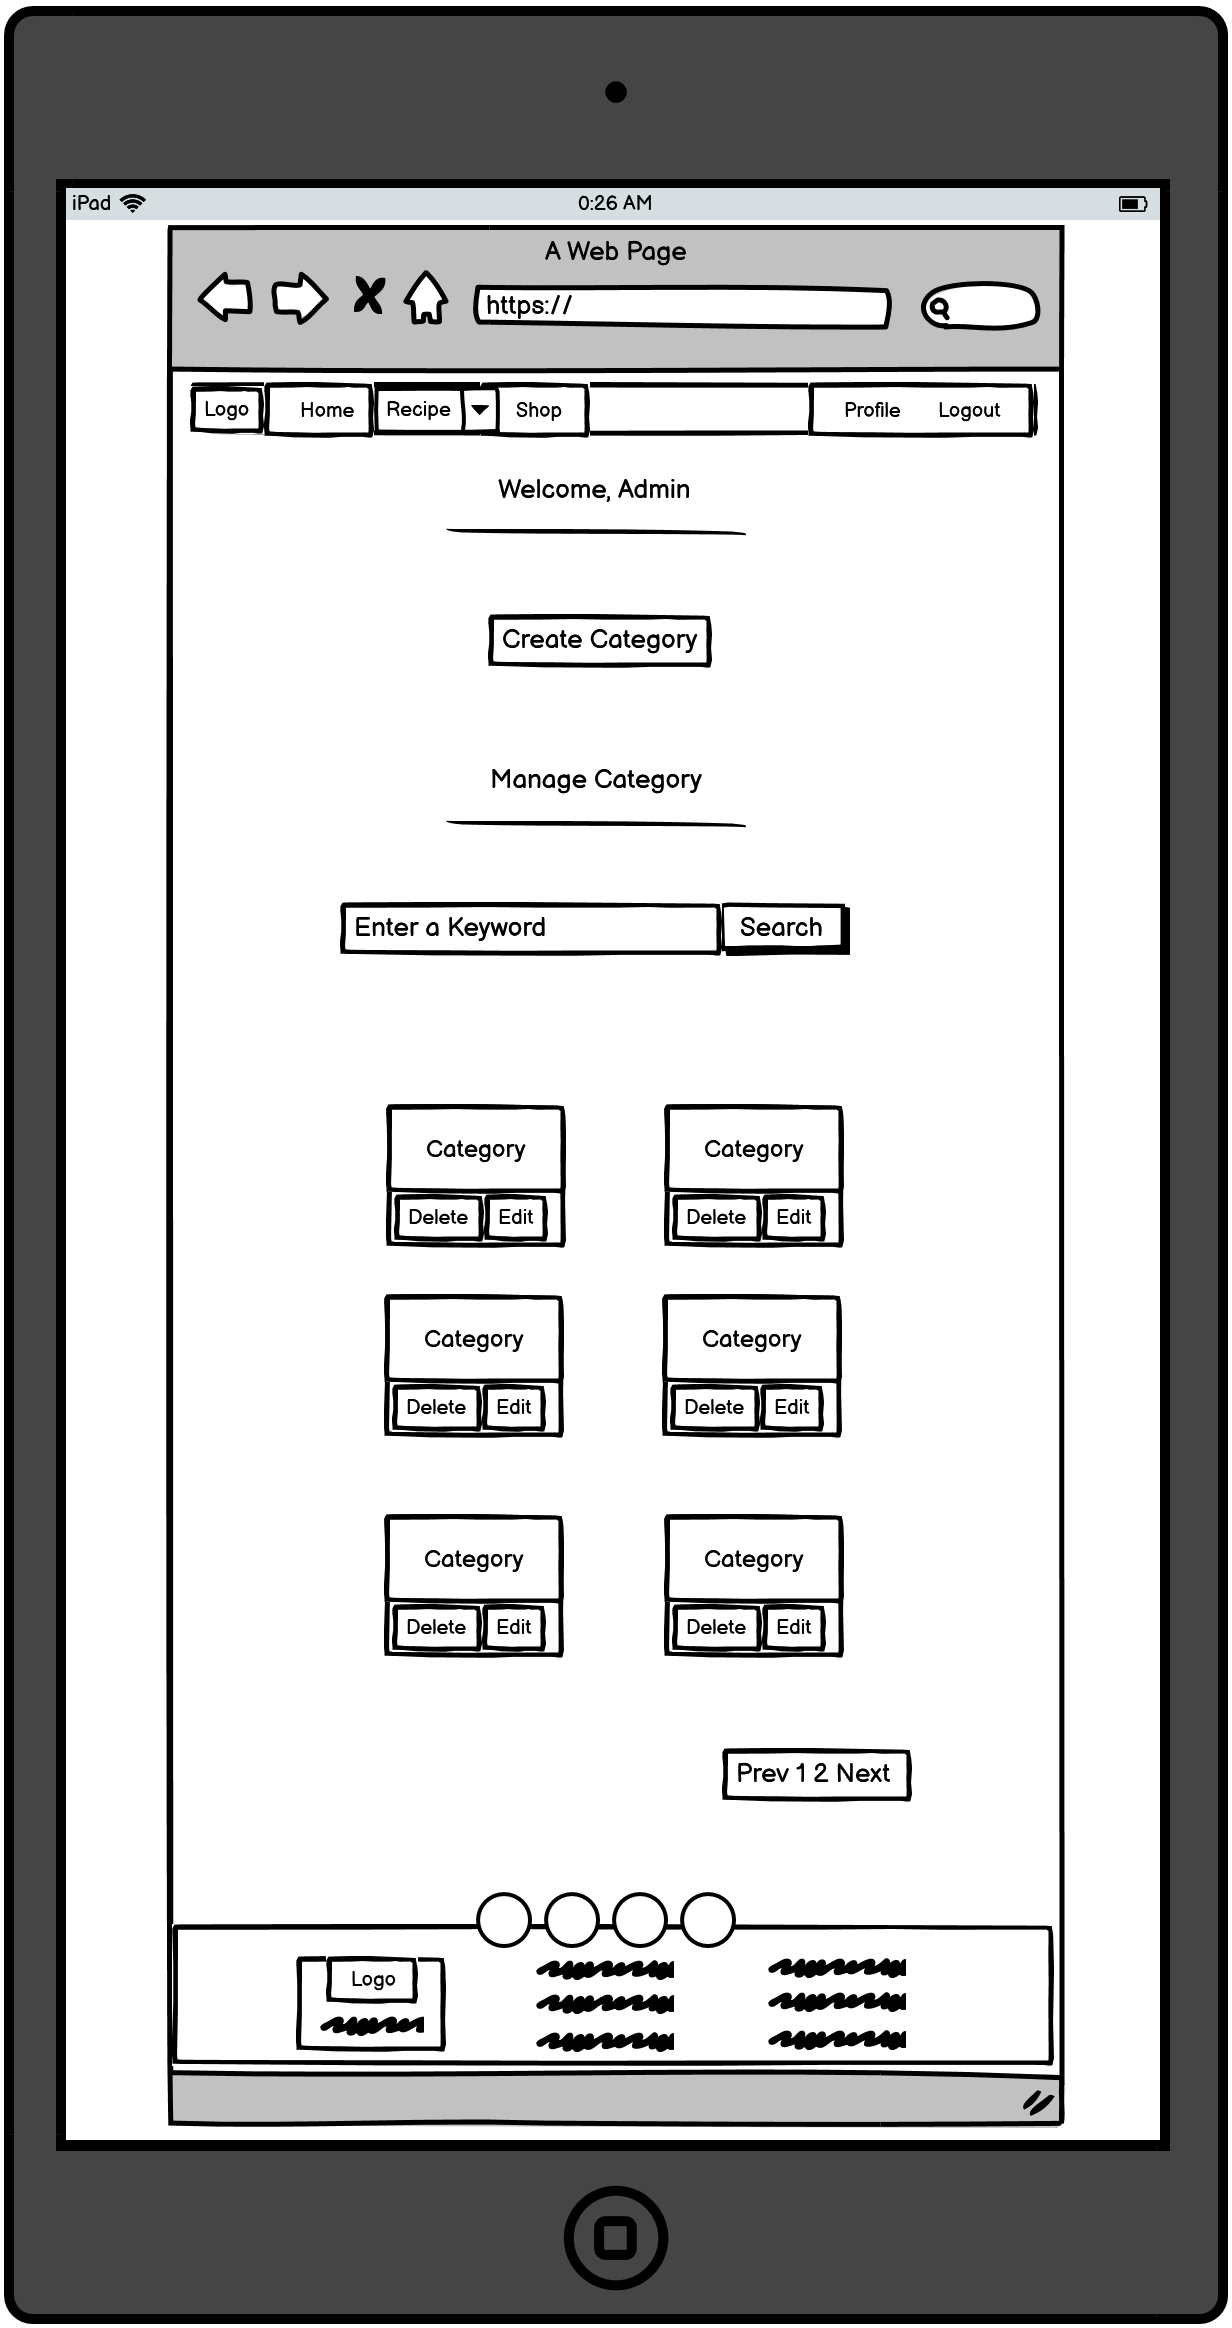 iPad 0:26 AM
A Web Page
https://
Logo Home Recipe Shop Profile Logout
Welcome, Admin
Create Category
Manage Category
Enter a Keyword Search
Category Category
Delete Edit Delete Edit
Category Category
Delete Edit Delete Edit
Category Category
Delete Edit Delete Edit
Prev 1 2 Next
Logo